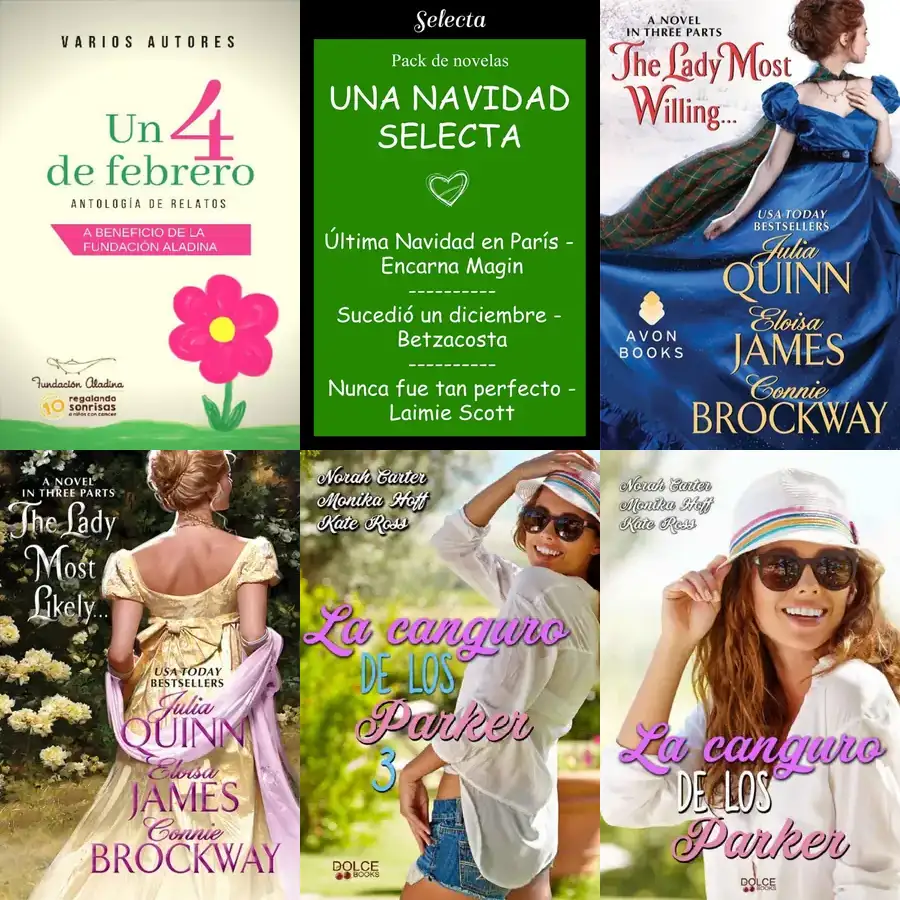 VARIOS AUTORES
Un 4
de febrero
ANTOLOGÍA DE RELATOS
A BENEFICIO DE LA
FUNDACIÓN ALADINA
Fundación Aladina
10 regalando
sonrisas
a niños con cáncer
Selecta
Pack de novelas
UNA NAVIDAD
SELECTA
Última Navidad en París -
Encarna Magin
----------
Sucedió un diciembre -
Betzacosta
----------
Nunca fue tan perfecto -
Laimie Scott
A NOVEL
IN THREE PARTS
The Lady Most
Willing...
USA TODAY
BESTSELLERS
Julia
QUINN
Eloisa
JAMES
Connie
BROCKWAY
AVON
BOOKS
A NOVEL
IN THREE PARTS
The Lady
Most
Likely...
USA TODAY
BESTSELLERS
Julia
QUINN
Eloisa
JAMES
Connie
BROCKWAY
Norah Carter
Monika Hoff
Kate Ross
La canguro
DE LOS
Parker
3
DOLCE
BOOKS
Norah Carter
Monika Hoff
Kate Ross
La canguro
DE LOS
Parker
DOLCE
BOOKS